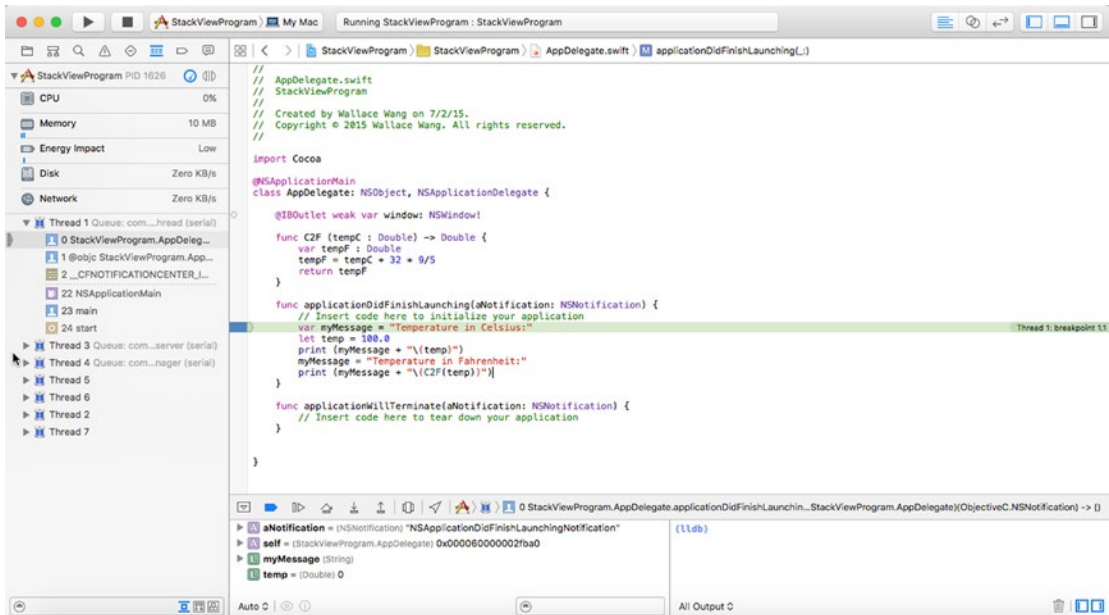 StackViewProgram
My Mac
Running StackViewProgram : StackViewProgram
StackViewProgram
StackViewProgram
AppDelegate.swift
applicationDidFinishLaunching(_:)
StackViewProgram PID 1626
CPU 0%
Memory 10 MB
Energy Impact Low
Disk Zero KB/s
Network Zero KB/s
Thread 1 Queue: com....hread (serial)
0 StackViewProgram.AppDeleg...
1 @objc StackViewProgram.App...
2 __CFNOTIFICATIONCENTER_I...
22 NSApplicationMain
23 main
24 start
Thread 3 Queue: com...server (serial)
Thread 4 Queue: com...nager (serial)
Thread 5
Thread 6
Thread 2
Thread 7
//
// AppDelegate.swift
// StackViewProgram
//
// Created by Wallace Wang on 7/2/15.
// Copyright © 2015 Wallace Wang. All rights reserved.
//
import Cocoa
@NSApplicationMain
class AppDelegate: NSObject, NSApplicationDelegate {
@IBOutlet weak var window: NSWindow!
func C2F (tempC : Double) -> Double {
var tempF : Double
tempF = tempC + 32 * 9/5
return tempF
}
func applicationDidFinishLaunching(aNotification: NSNotification) {
// Insert code here to initialize your application
var myMessage = "Temperature in Celsius:"
Thread 1: breakpoint 1.1
let temp = 100.0
print (myMessage + "\(temp)")
myMessage = "Temperature in Fahrenheit:"
print (myMessage + "\(C2F(temp))")
}
func applicationWillTerminate(aNotification: NSNotification) {
// Insert code here to tear down your application
}
}
0 StackViewProgram.AppDelegate.applicationDidFinishLaunchin...StackViewProgram.AppDelegate)(ObjectiveC.NSNotification) -> ()
A aNotification = (NSNotification) "NSApplicationDidFinishLaunchingNotification"
A self = (StackViewProgram.AppDelegate) 0x000060000002fba0
L myMessage (String)
L temp = (Double) 0
(lldb)
Auto
All Output